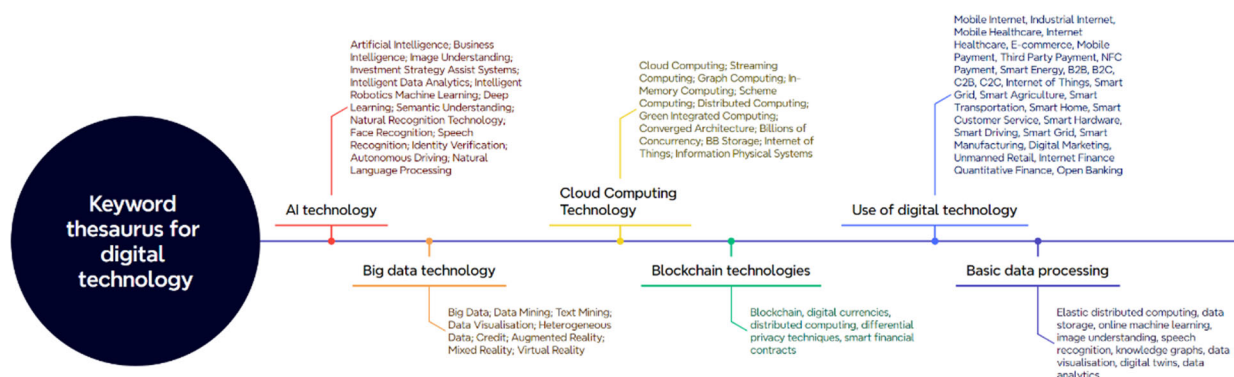 Keyword
thesaurus for
digital
technology
Artificial Intelligence; Business
Intelligence; Image Understanding;
Investment Strategy Assist Systems;
Intelligent Data Analytics; Intelligent
Robotics Machine Learning; Deep
Learning; Semantic Understanding;
Natural Recognition Technology;
Face Recognition; Speech
Recognition; Identity Verification;
Autonomous Driving; Natural
Language Processing
AI technology
Big data technology
Big Data; Data Mining; Text Mining;
Data Visualisation; Heterogeneous
Data; Credit; Augmented Reality;
Mixed Reality; Virtual Reality
Cloud Computing; Streaming
Computing; Graph Computing; In-
Memory Computing; Scheme
Computing; Distributed Computing;
Green Integrated Computing;
Converged Architecture; Billions of
Concurrency; BB Storage; Internet of
Things; Information Physical Systems
Cloud Computing
Technology
Blockchain technologies
Blockchain, digital currencies,
distributed computing, differential
privacy techniques, smart financial
contracts
Mobile Internet, Industrial Internet,
Mobile Healthcare, Internet
Healthcare, E-commerce, Mobile
Payment, Third Party Payment, NFC
Payment, Smart Energy, B2B, B2C,
C2B, C2C, Internet of Things, Smart
Grid, Smart Agriculture, Smart
Transportation, Smart Home, Smart
Customer Service, Smart Hardware,
Smart Driving, Smart Grid, Smart
Manufacturing, Digital Marketing,
Unmanned Retail, Internet Finance
Quantitative Finance, Open Banking
Use of digital technology
Basic data processing
Elastic distributed computing, data
storage, online machine learning,
image understanding, speech
recognition, knowledge graphs, data
visualisation, digital twins, data
analytics